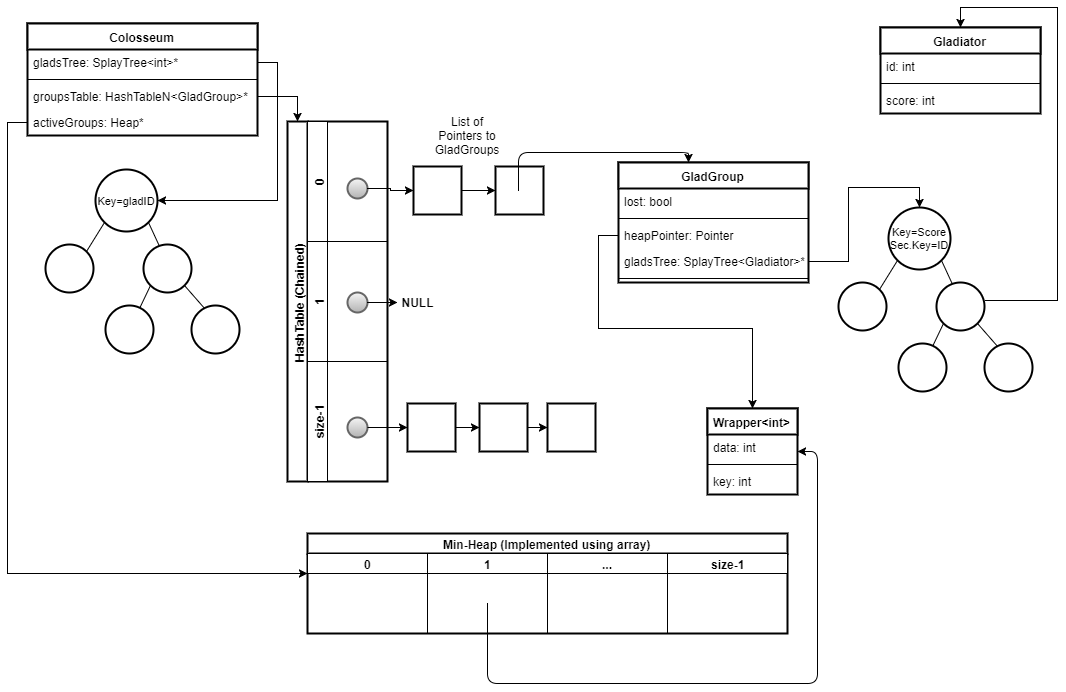 Colosseum
gladsTree: SplayTree<int>*
groupsTable: HashTableN<GladGroup>*
activeGroups: Heap*
Key=gladID
HashTable (Chained)
0
1
size-1
NULL
List of
Pointers to
GladGroups
GladGroup
lost: bool
heapPointer: Pointer
gladsTree: SplayTree<Gladiator>*
Gladiator
id: int
score: int
Key=Score
Sec.Key=ID
Wrapper<int>
data: int
key: int
Min-Heap (Implemented using array)
0
1
...
size-1